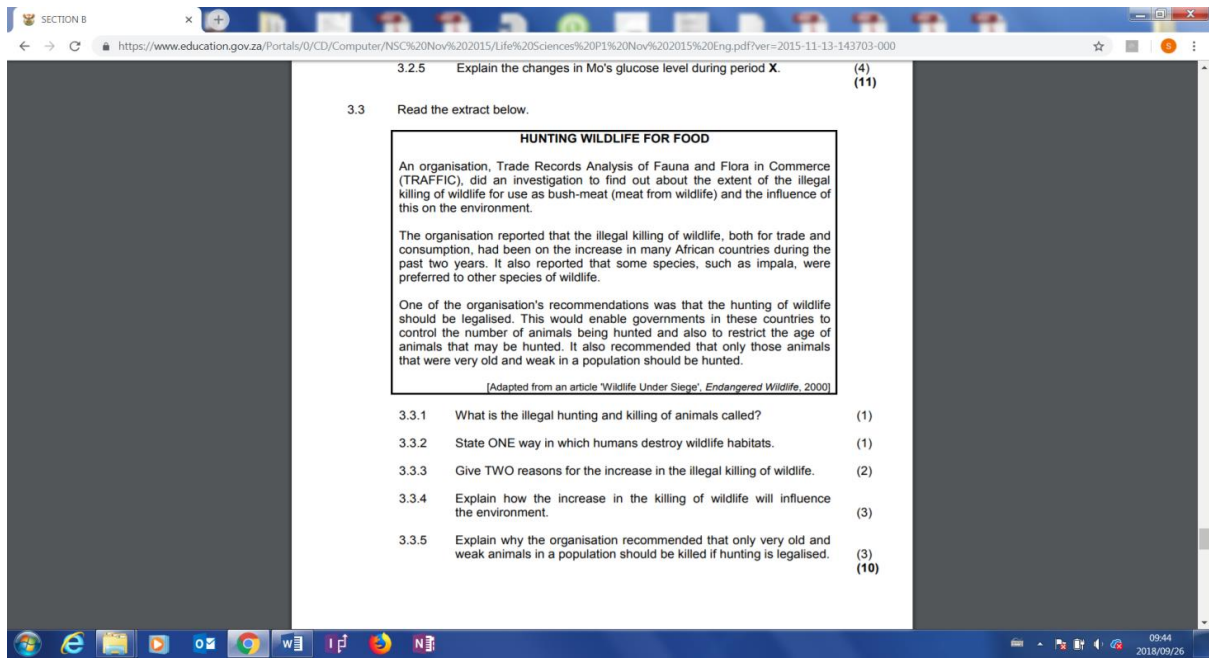 SECTION B
https://www.education.gov.za/Portals/0/CD/Computer/NSC%20Nov%202015/Life%20Sciences%20P1%20Nov%202015%20Eng.pdf?ver=2015-11-13-143703-000
3.2.5 Explain the changes in Mo's glucose level during period X. (4)
(11)
3.3 Read the extract below.
HUNTING WILDLIFE FOR FOOD
An organisation, Trade Records Analysis of Fauna and Flora in Commerce
(TRAFFIC), did an investigation to find out about the extent of the illegal
killing of wildlife for use as bush-meat (meat from wildlife) and the influence of
this on the environment.
The organisation reported that the illegal killing of wildlife, both for trade and
consumption, had been on the increase in many African countries during the
past two years. It also reported that some species, such as impala, were
preferred to other species of wildlife.
One of the organisation's recommendations was that the hunting of wildlife
should be legalised. This would enable governments in these countries to
control the number of animals being hunted and also to restrict the age of
animals that may be hunted. It also recommended that only those animals
that were very old and weak in a population should be hunted.
[Adapted from an article 'Wildlife Under Siege', Endangered Wildlife, 2000]
3.3.1 What is the illegal hunting and killing of animals called? (1)
3.3.2 State ONE way in which humans destroy wildlife habitats. (1)
3.3.3 Give TWO reasons for the increase in the illegal killing of wildlife. (2)
3.3.4 Explain how the increase in the killing of wildlife will influence
the environment. (3)
3.3.5 Explain why the organisation recommended that only very old and
weak animals in a population should be killed if hunting is legalised. (3)
(10)
09:44
2018/09/26